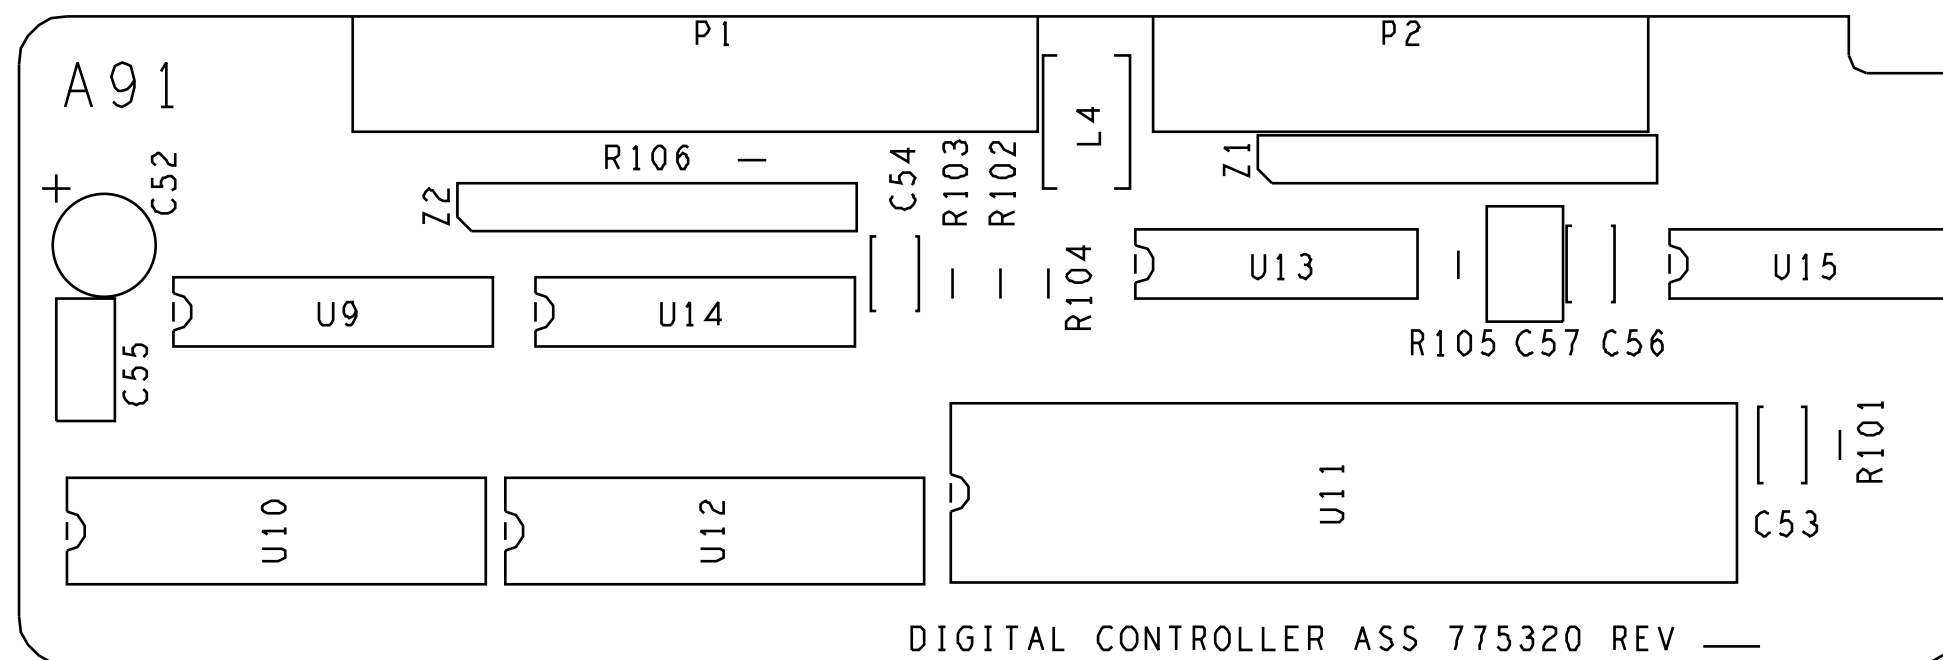 P1
P2
A91
L4
R106
C54
R103
R102
Z1
C52
Z2
R104
U13
U15
U9
U14
R105
C57
C56
C55
R101
U11
U10
U12
C53
DIGITAL CONTROLLER ASS 775320 REV